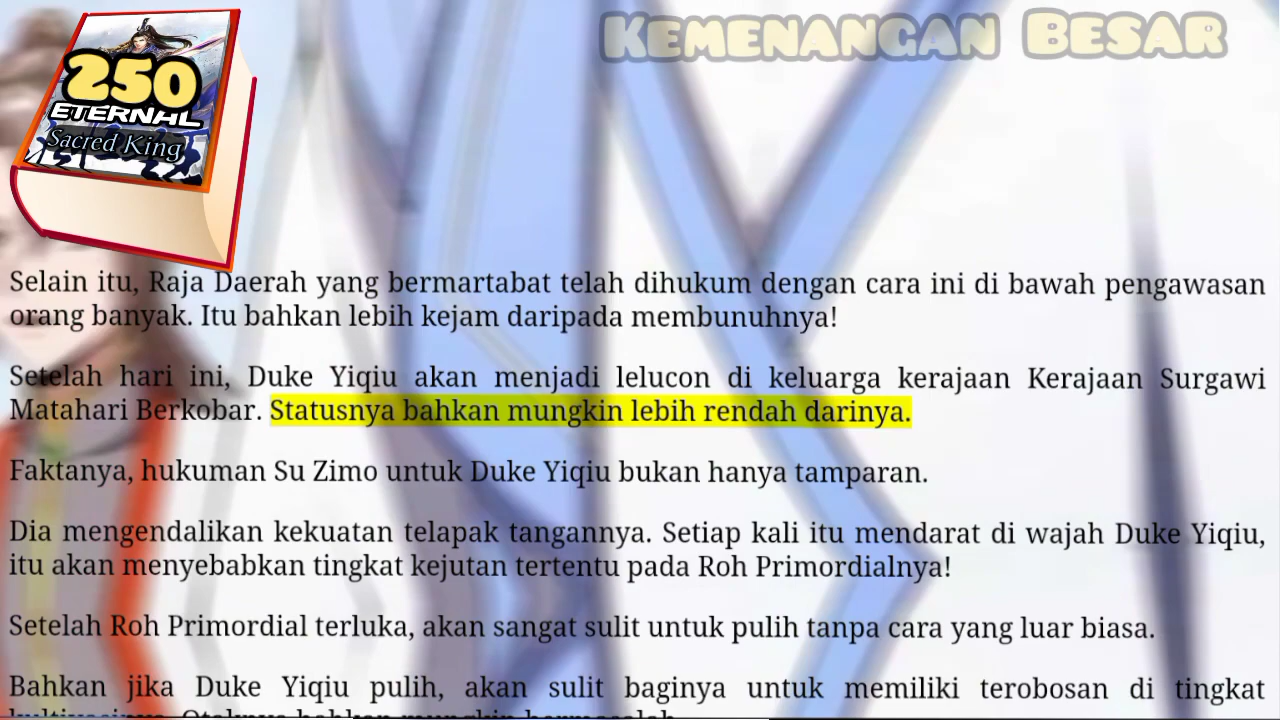 Kemenangan Besar
250
ETERNAL
Sacred King
Selain itu, Raja Daerah yang bermartabat telah dihukum dengan cara ini di bawah pengawasan
orang banyak. Itu bahkan lebih kejam daripada membunuhnya!
Setelah hari ini, Duke Yiqiu akan menjadi lelucon di keluarga kerajaan Kerajaan Surgawi
Matahari Berkobar. Statusnya bahkan mungkin lebih rendah darinya.
Faktanya, hukuman Su Zimo untuk Duke Yiqiu bukan hanya tamparan.
Dia mengendalikan kekuatan telapak tangannya. Setiap kali itu mendarat di wajah Duke Yiqiu,
itu akan menyebabkan tingkat kejutan tertentu pada Roh Primordialnya!
Setelah Roh Primordial terluka, akan sangat sulit untuk pulih tanpa cara yang luar biasa.
Bahkan jika Duke Yiqiu pulih, akan sulit baginya untuk memiliki terobosan di tingkat